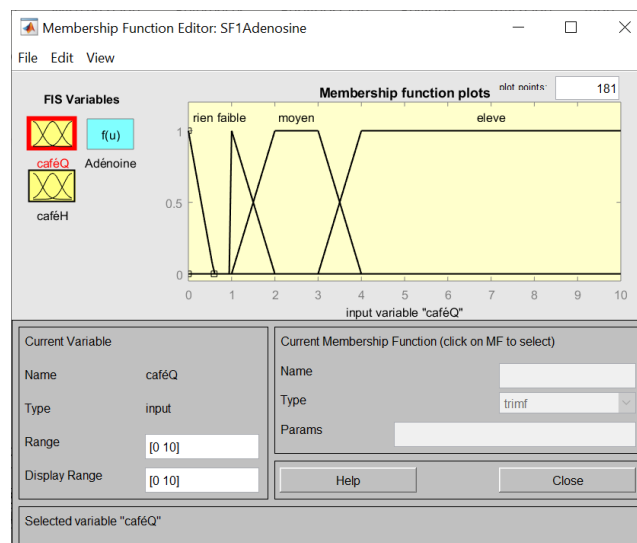 Membership Function Editor: SF1Adenosine
File Edit View
FIS Variables
f(u)
caféQ Adénoine
caféH
Membership function plots plot points: 181
rien faible moyen eleve
1
0.5
0
0 1 2 3 4 5 6 7 8 9 10
input variable "caféQ"
Current Variable
Name caféQ
Type input
Range [0 10]
Display Range [0 10]
Current Membership Function (click on MF to select)
Name
Type trimf
Params
Help Close
Selected variable "caféQ"